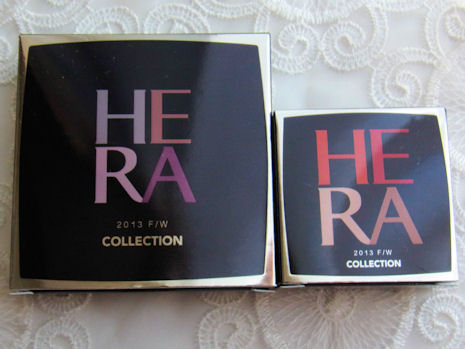 HE
RA
2013 F/W
COLLECTION
HE
RA
2013 F/W
COLLECTION